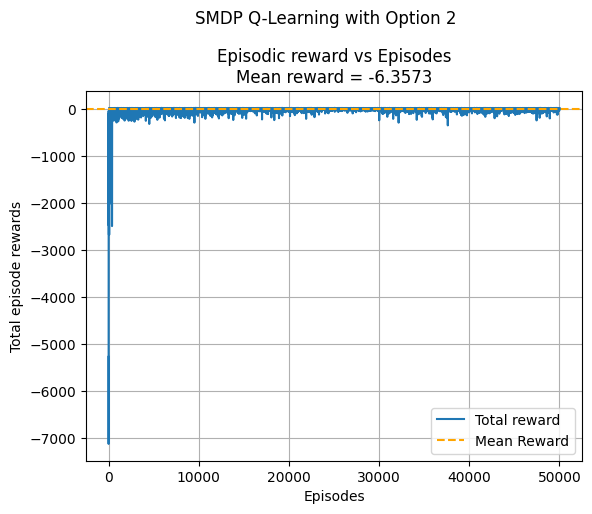 SMDP Q-Learning with Option 2
Episodic reward vs Episodes
Mean reward = -6.3573
0
−1000
−2000
−3000
−4000
−5000
−6000
−7000
Total episode rewards
Total reward
Mean Reward
0
10000
20000
30000
40000
50000
Episodes